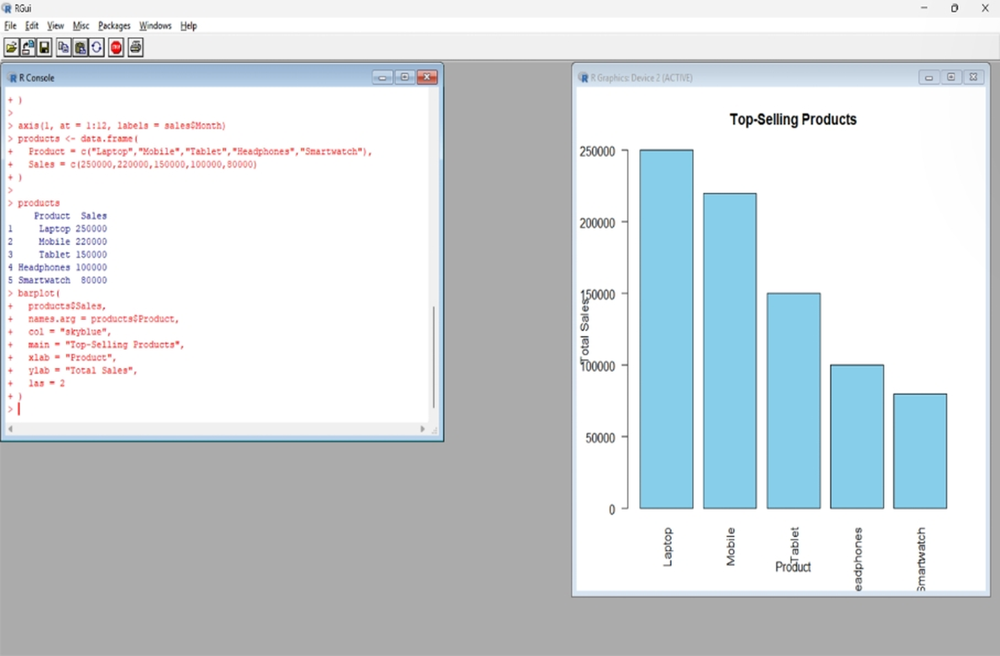 RGui
File Edit View Misc Packages Windows Help
R Console
+ )
>
> axis(1, at = 1:12, labels = sales$Month)
> products <- data.frame(
+   Product = c("Laptop","Mobile","Tablet","Headphones","Smartwatch"),
+   Sales = c(250000,220000,150000,100000,80000)
+ )
>
> products
     Product  Sales
1     Laptop 250000
2     Mobile 220000
3     Tablet 150000
4 Headphones 100000
5 Smartwatch  80000
> barplot(
+   products$Sales,
+   names.arg = products$Product,
+   col = "skyblue",
+   main = "Top-Selling Products",
+   xlab = "Product",
+   ylab = "Total Sales",
+   las = 2
+ )
>
R Graphics: Device 2 (ACTIVE)
Top-Selling Products
250000
200000
150000
100000
50000
0
Total Sales
Laptop
Mobile
Tablet
eadphones
Smartwatch
Product